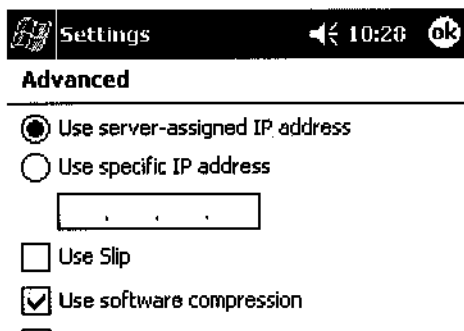 Settings 10:28 ok
Advanced
Use server-assigned IP address
Use specific IP address
. . .
Use Slip
Use software compression